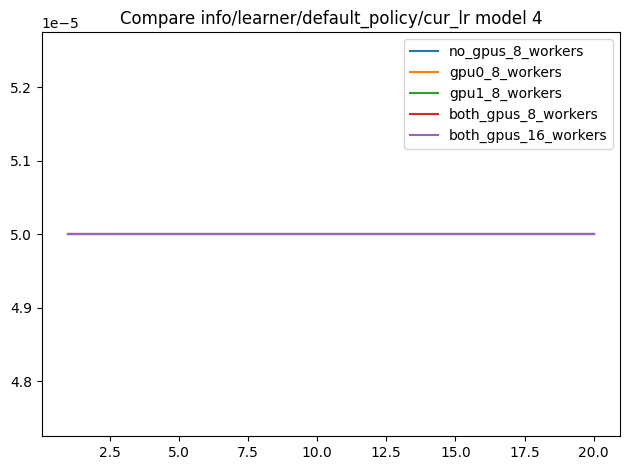 Compare info/learner/default_policy/cur_lr model 4
1e−5
no_gpus_8_workers
gpu0_8_workers
gpu1_8_workers
both_gpus_8_workers
both_gpus_16_workers
5.2
5.1
5.0
4.9
4.8
2.5 5.0 7.5 10.0 12.5 15.0 17.5 20.0